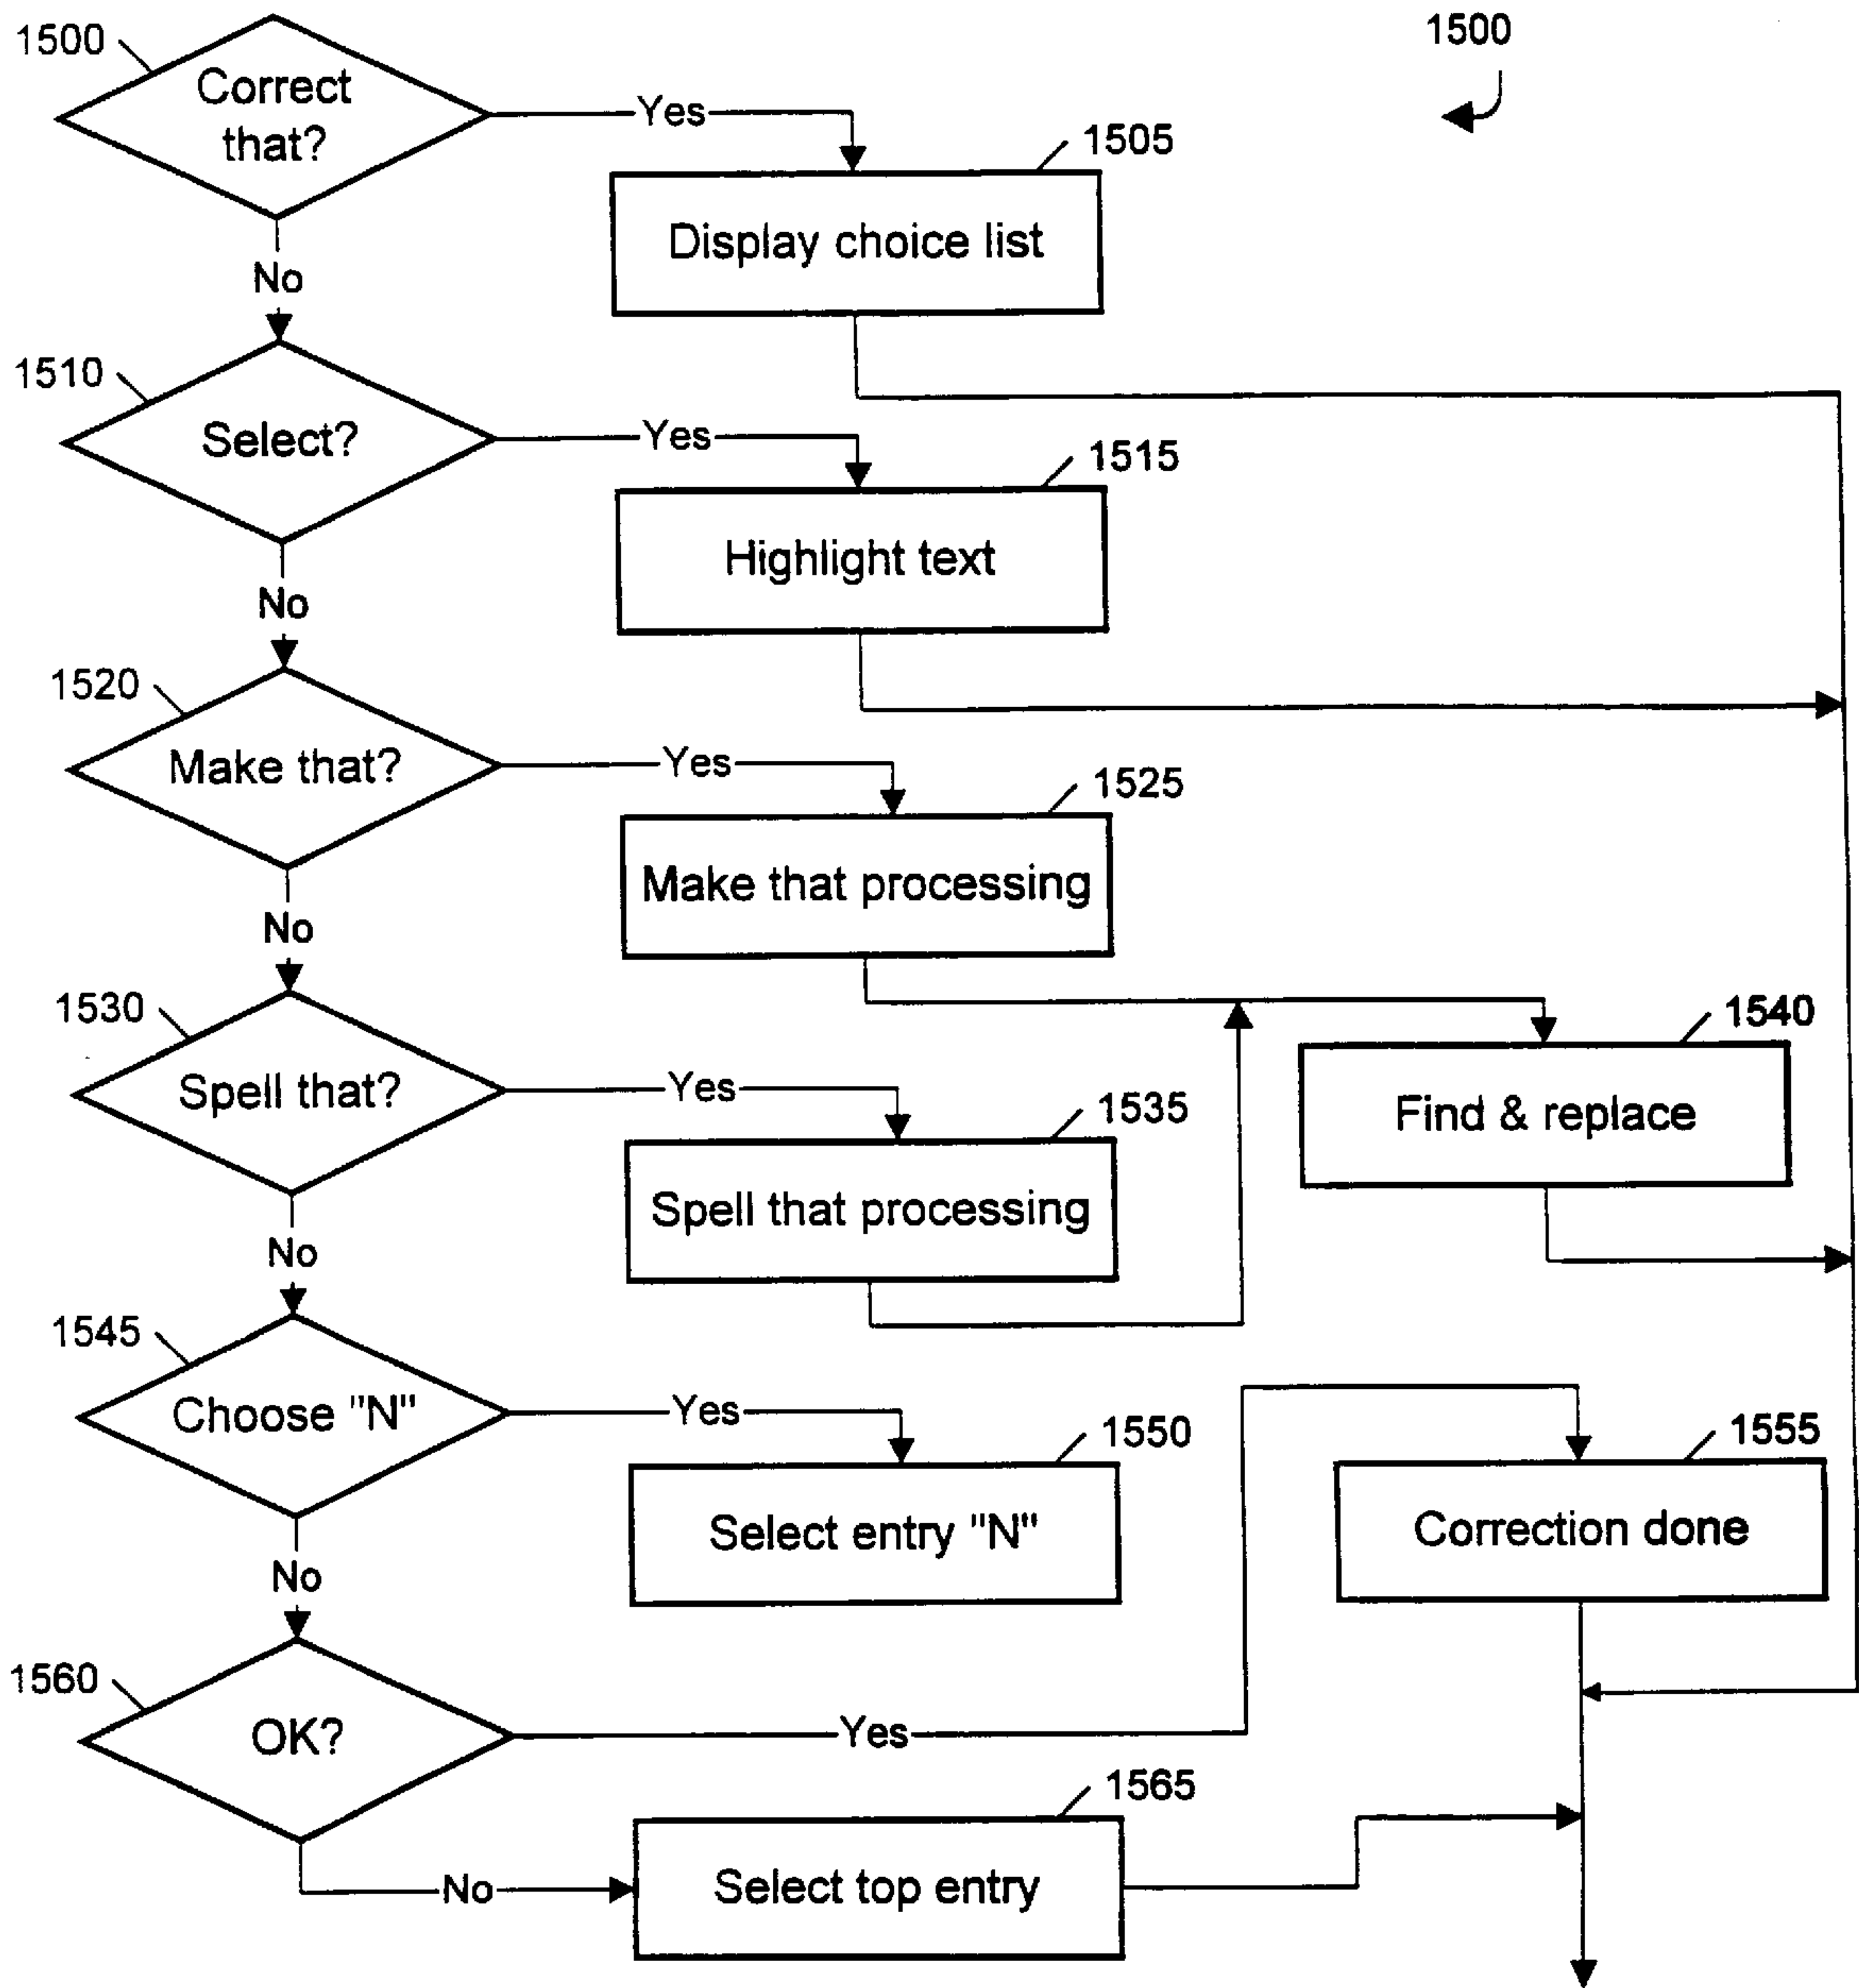 1500
1500
Correct
that?
Yes
1505
Display choice list
No
1510
Select?
Yes
1515
Highlight text
No
1520
Make that?
Yes
1525
Make that processing
No
1530
1540
Spell that?
Yes
1535
Find & replace
Spell that processing
No
1545
Choose "N"
Yes
1550
1555
Select entry "N"
Correction done
No
1560
OK?
Yes
1565
No
Select top entry